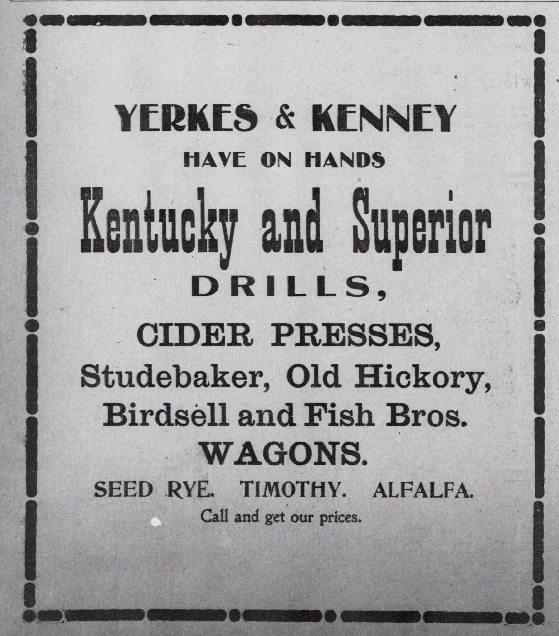 YERKES & KENNEY
HAVE ON HANDS
Kentucky and Superior
DRILLS,
CIDER PRESSES,
Studebaker, Old Hickory,
Birdsell and Fish Bros.
WAGONS.
SEED RYE. TIMOTHY. ALFALFA.
Call and get our prices.